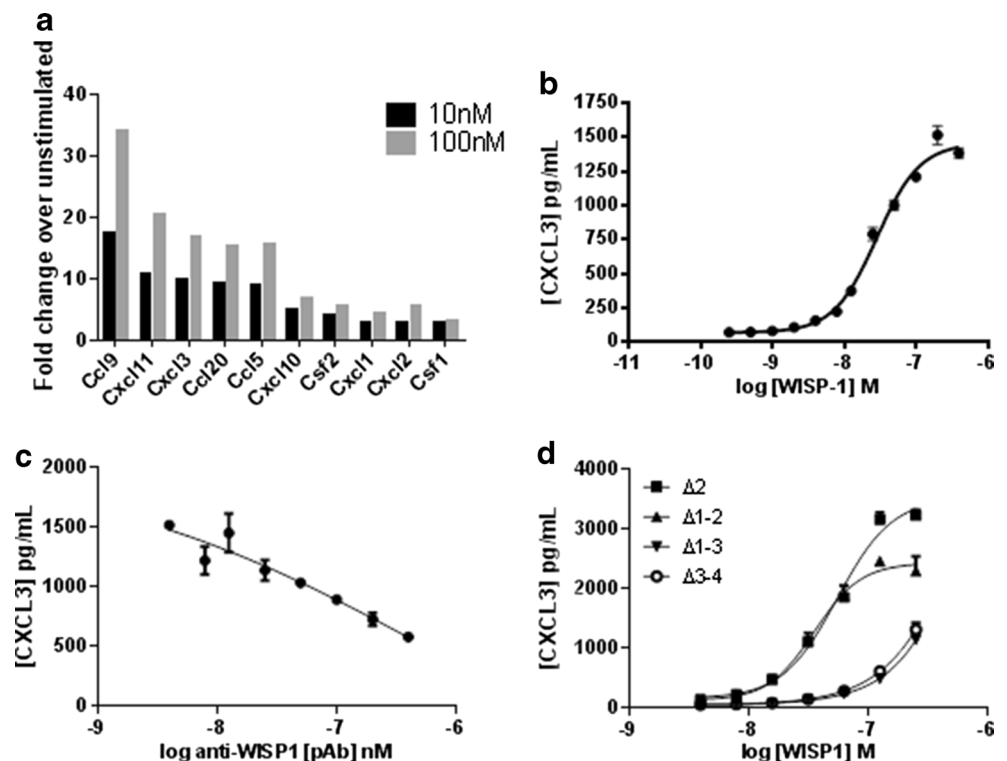 a
Fold change over unstimulated
40
30
20
10
0
10nM
100nM
Ccl9
Cxcl11
Cxcl3
Ccl20
Ccl5
Cxcl10
Csf2
Cxcl1
Cxcl2
Csf1
b
[CXCL3] pg/mL
1750
1500
1250
1000
750
500
250
0
-11 -10 -9 -8 -7 -6
log [WISP-1] M
c
[CXCL3] pg/mL
2000
1500
1000
500
0
-9 -8 -7 -6
log anti-WISP1 [pAb] nM
d
[CXCL3] pg/mL
4000
3000
2000
1000
0
Δ2
Δ1-2
Δ1-3
Δ3-4
-9 -8 -7 -6
log [WISP1] M